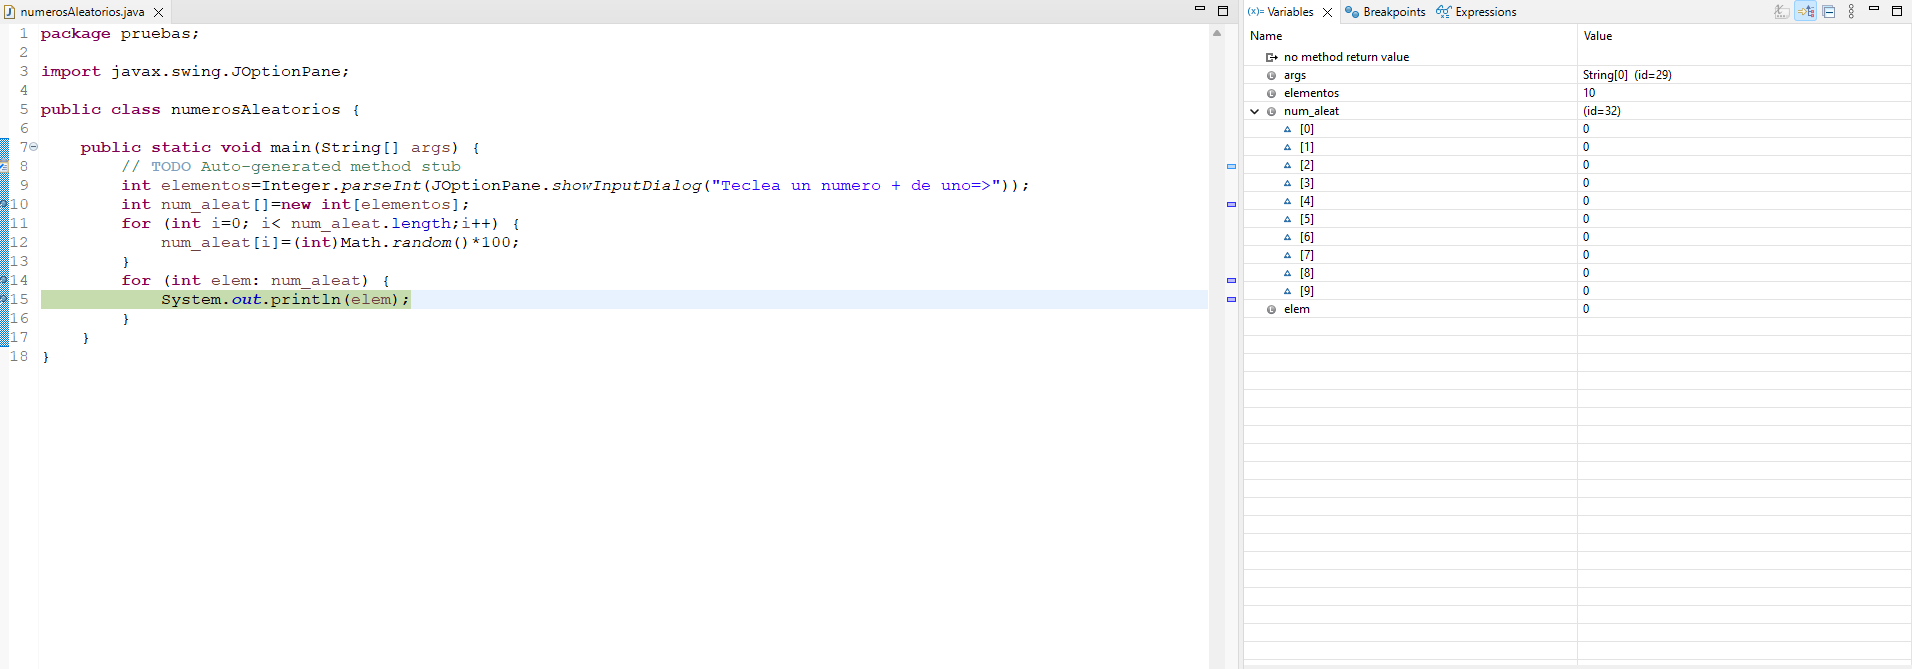 numerosAleatorios.java
1 package pruebas;
2
3 import javax.swing.JOptionPane;
4
5 public class numerosAleatorios {
6
7 public static void main(String[] args) {
8 // TODO Auto-generated method stub
9 int elementos=Integer.parseInt(JOptionPane.showInputDialog("Teclea un numero + de uno=>"));
10 int num_aleat[]=new int[elementos];
11 for (int i=0; i< num_aleat.length;i++) {
12 num_aleat[i]=(int)Math.random()*100;
13 }
14 for (int elem: num_aleat) {
15 System.out.println(elem);
16 }
17 }
18 }
(x)= Variables Breakpoints Expressions
Name Value
no method return value
args String[0] (id=29)
elementos 10
num_aleat (id=32)
[0] 0
[1] 0
[2] 0
[3] 0
[4] 0
[5] 0
[6] 0
[7] 0
[8] 0
[9] 0
elem 0